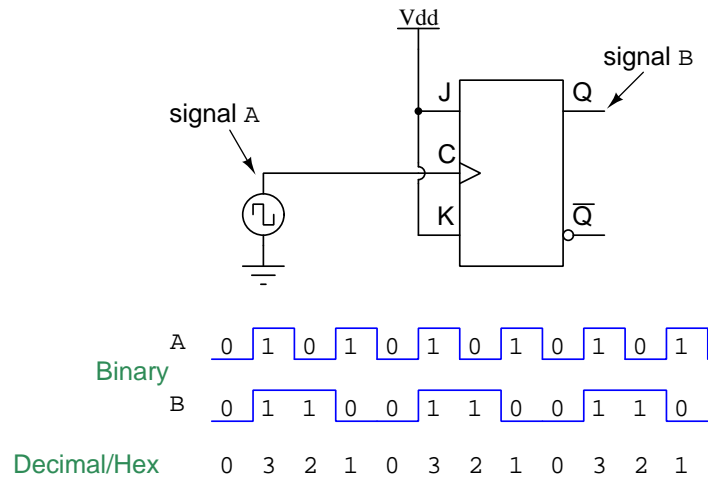 Vdd
signal B
J Q
signal A
C
K Q
A 0 1 0 1 0 1 0 1 0 1 0 1
Binary
B 0 1 1 0 0 1 1 0 0 1 1 0
Decimal/Hex 0 3 2 1 0 3 2 1 0 3 2 1